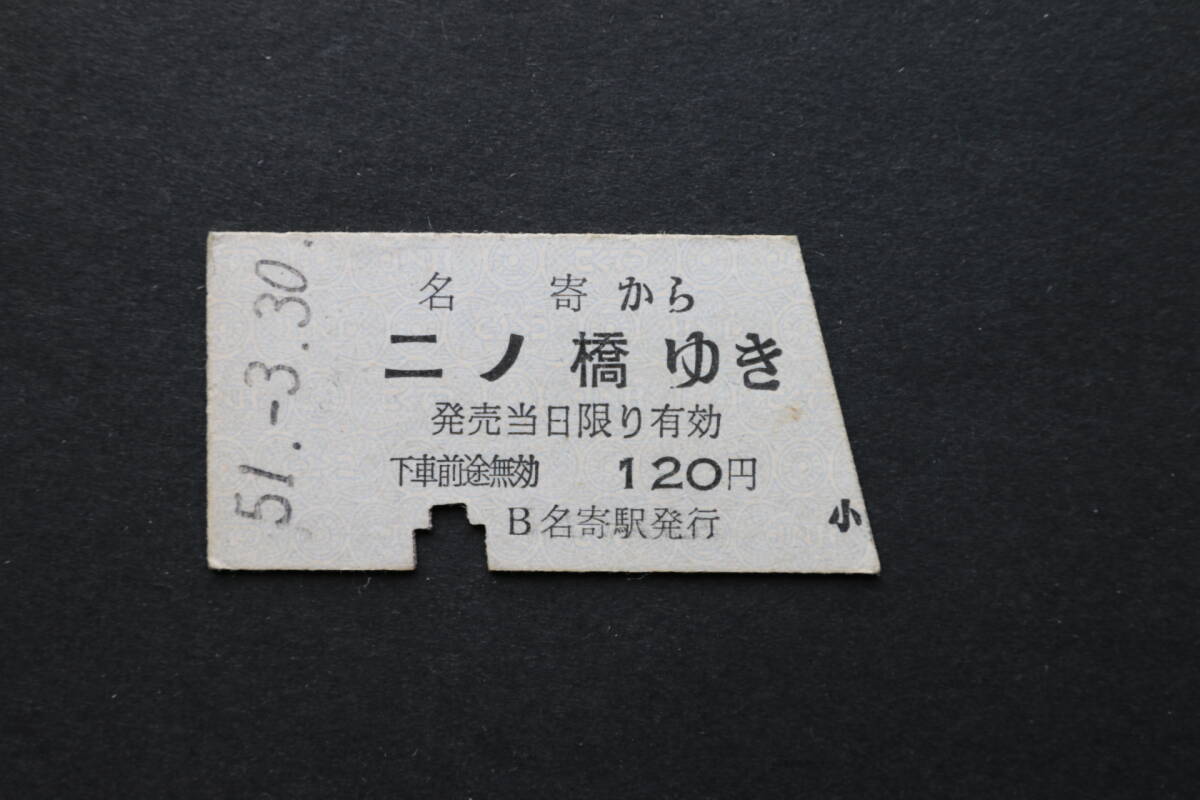 51.-3.30.
名寄から
二ノ橋ゆき
発売当日限り有効
下車前途無効 120円
B名寄駅発行
小